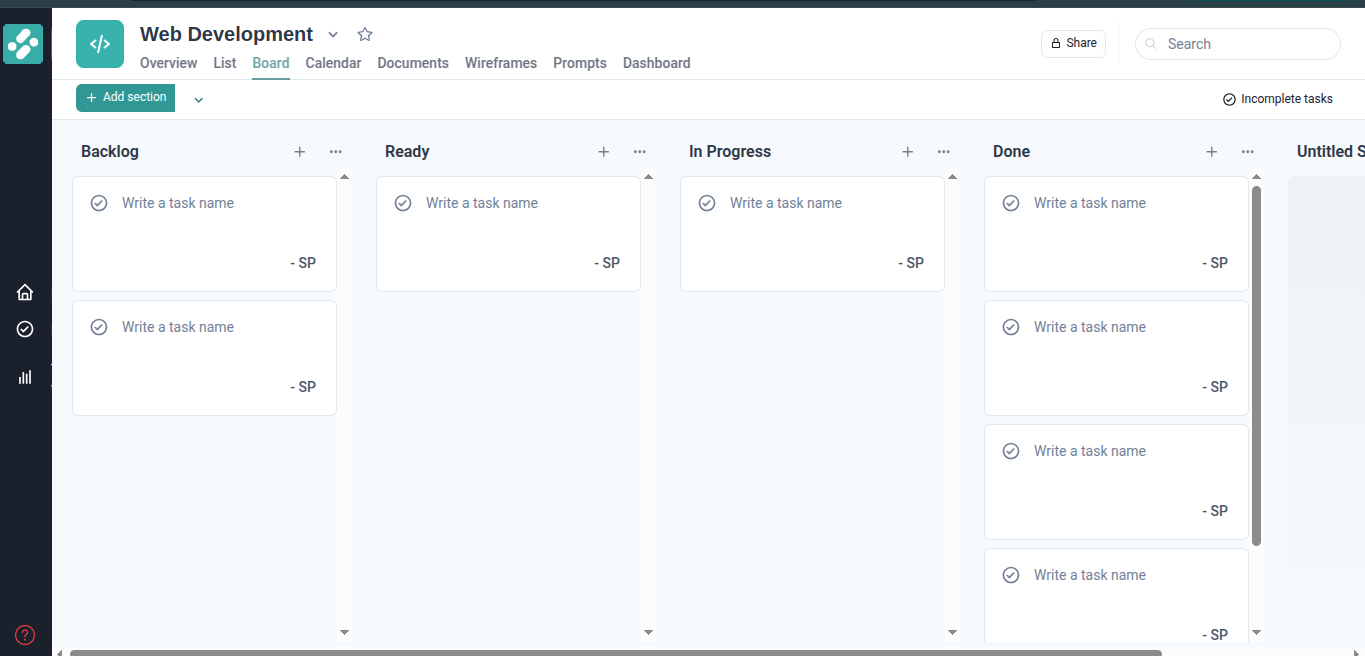 Web Development
Share
Search
Overview List Board Calendar Documents Wireframes Prompts Dashboard
+ Add section
Incomplete tasks
Backlog + ...
Ready + ...
In Progress + ...
Done + ...
Untitled S
Write a task name
- SP
Write a task name
- SP
Write a task name
- SP
Write a task name
- SP
Write a task name
- SP
Write a task name
- SP
Write a task name
- SP
Write a task name
- SP
?